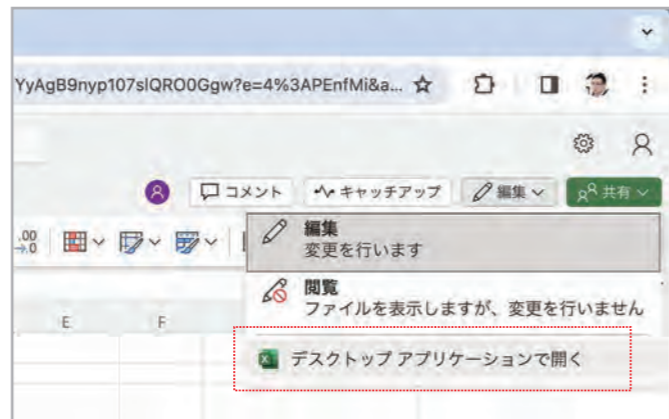 YyAgB9nyp107slQRO0Ggw?e=4%3APEnfMi&a...
コメント キャッチアップ 編集 共有
.00
→.0
編集
変更を行います
閲覧
ファイルを表示しますが、変更を行いません
E F
デスクトップ アプリケーションで開く